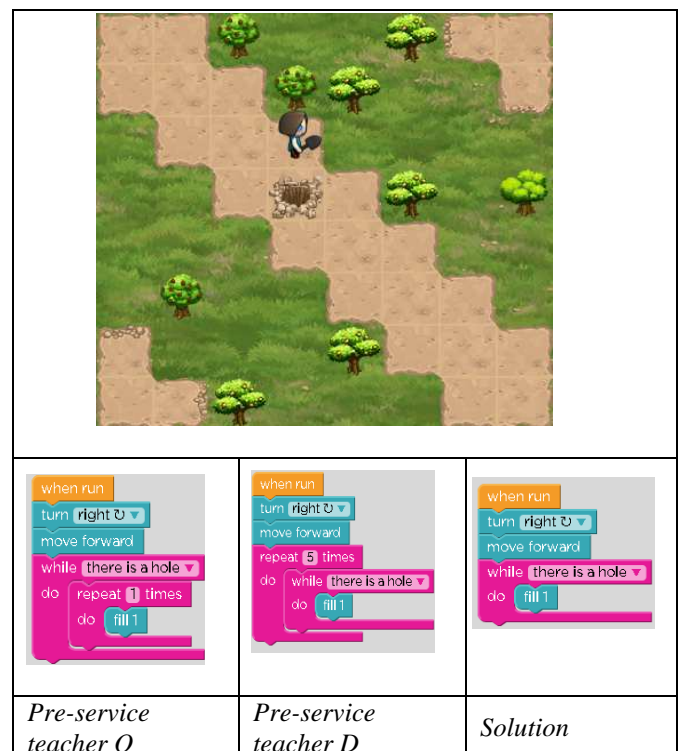 when run
turn right ↻ ▼
move forward
while there is a hole ▼
do repeat 1 times
do fill 1
when run
turn right ↻ ▼
move forward
repeat 5 times
do while there is a hole ▼
do fill 1
when run
turn right ↻ ▼
move forward
while there is a hole ▼
do fill 1
Pre-service
teacher O
Pre-service
teacher D
Solution